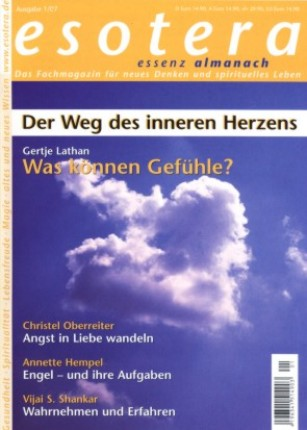 Ausgabe 1/07
esotera
essenz almanach
Das Fachmagazin für neues Denken und spirituelles Leben
Der Weg des inneren Herzens
Gertje Lathan
Was können Gefühle?
Christel Oberreiter
Angst in Liebe wandeln
Annette Hempel
Engel – und ihre Aufgaben
Vijai S. Shankar
Wahrnehmen und Erfahren
Gesundheit · Spiritualität · Lebensfreude · Magie · altes und neues Wissen · www.esotera.de